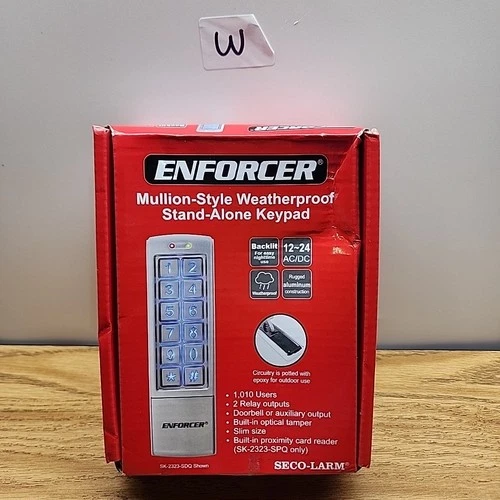 W
ENFORCER®
Mullion-Style Weatherproof
Stand-Alone Keypad
Backlit
For easy
nighttime
use
12~24
AC/DC
Weatherproof
Rugged
aluminum
construction
1 2
3 4
5 6
7 8
9 0
* #
ENFORCER®
SK-2323-SDQ Shown
Circuitry is potted with
epoxy for outdoor use
• 1,010 Users
• 2 Relay outputs
• Doorbell or auxiliary output
• Built-in optical tamper
• Slim size
• Built-in proximity card reader
(SK-2323-SPQ only)
SECO-LARM®